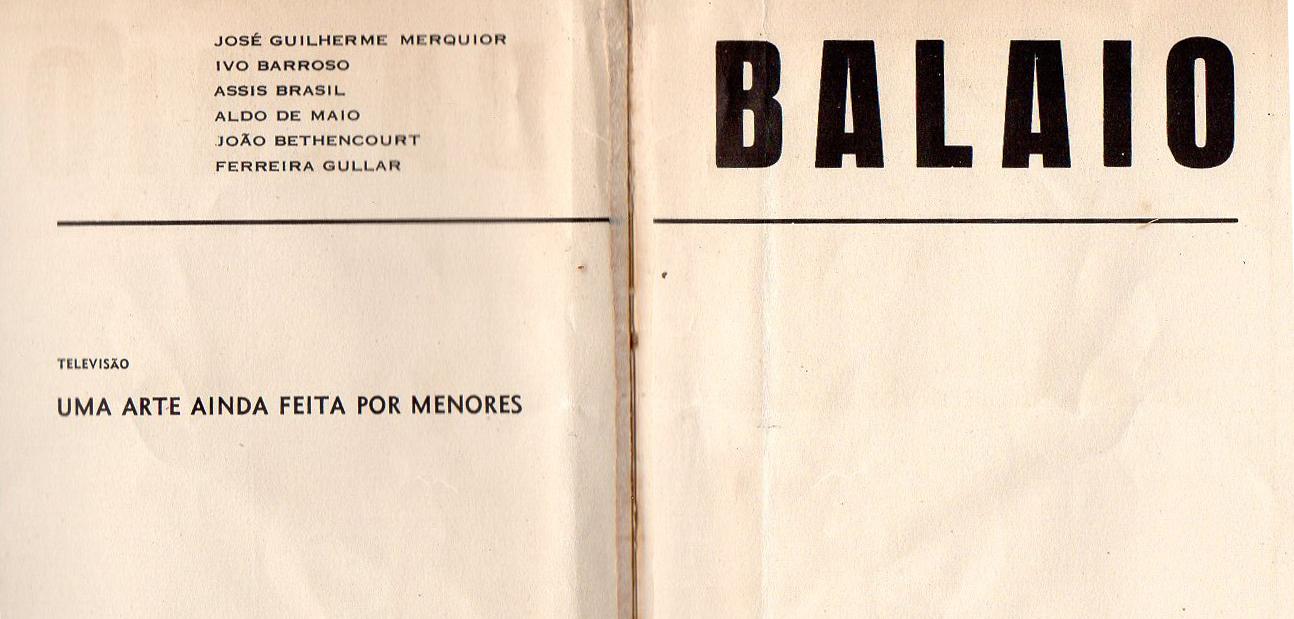 JOSÉ GUILHERME MERQUIOR
IVO BARROSO
ASSIS BRASIL
ALDO DE MAIO
JOÃO BETHENCOURT
FERREIRA GULLAR
BALAIO
TELEVISÃO
UMA ARTE AINDA FEITA POR MENORES